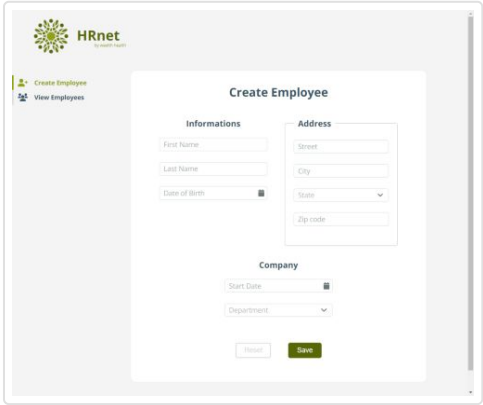 HRnet
by Wealth Health
Create Employee
View Employees
Create Employee
Informations
First Name
Last Name
Date of Birth
Address
Street
City
State
Zip code
Company
Start Date
Department
Reset
Save